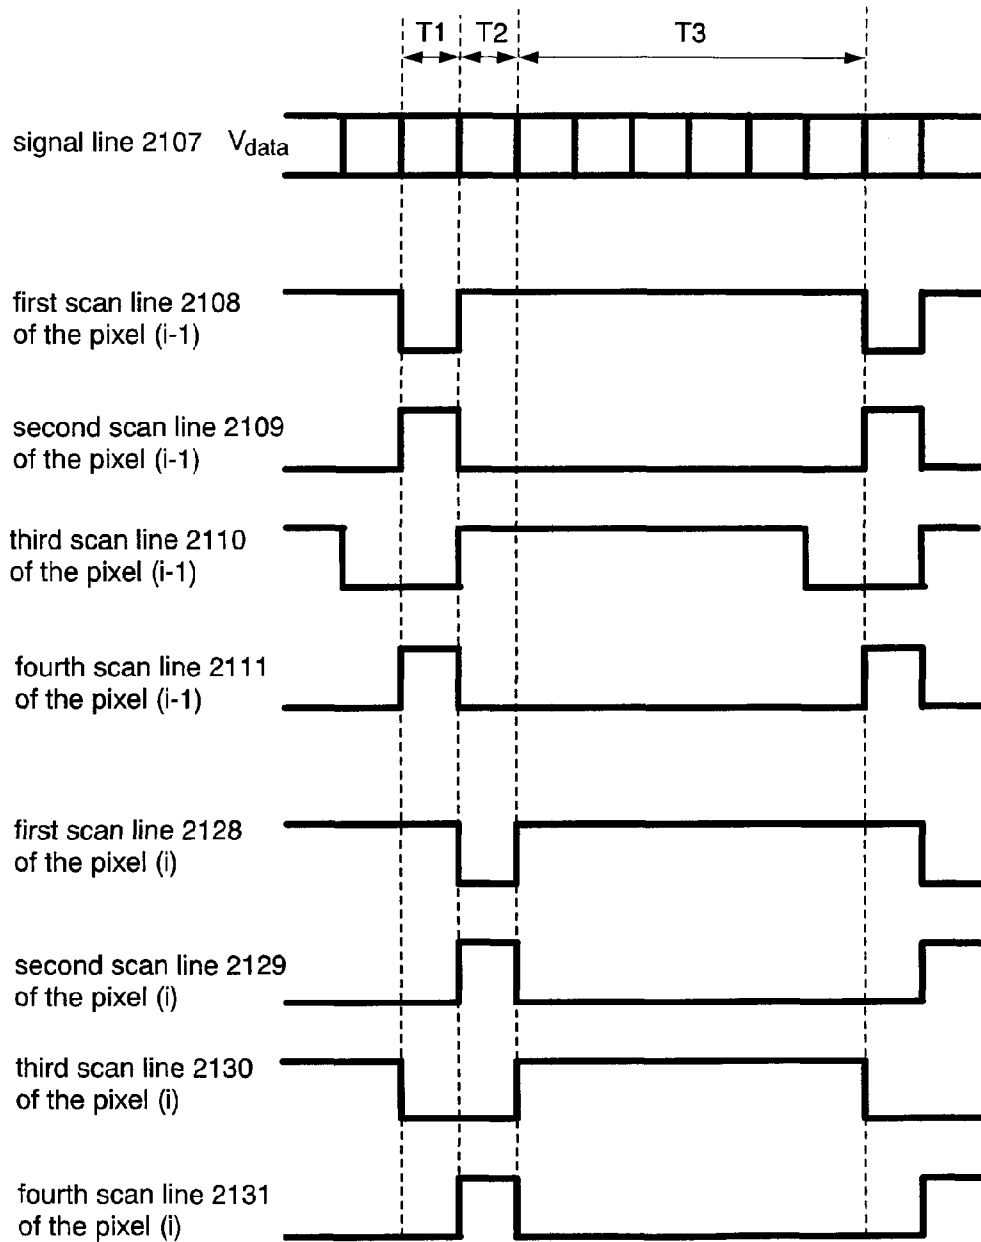 T1 T2 T3
signal line 2107 Vdata
first scan line 2108
of the pixel (i-1)
second scan line 2109
of the pixel (i-1)
third scan line 2110
of the pixel (i-1)
fourth scan line 2111
of the pixel (i-1)
first scan line 2128
of the pixel (i)
second scan line 2129
of the pixel (i)
third scan line 2130
of the pixel (i)
fourth scan line 2131
of the pixel (i)